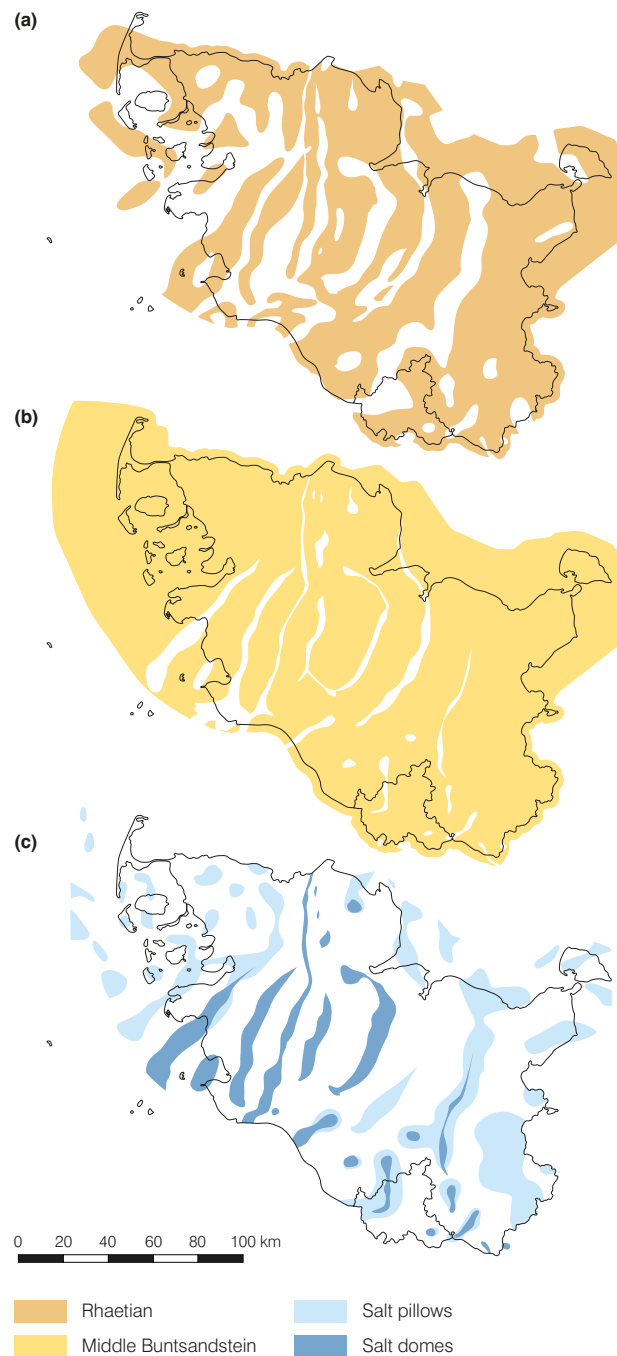 (a)
(b)
(c)
0 20 40 60 80 100 km
Rhaetian
Salt pillows
Middle Buntsandstein
Salt domes